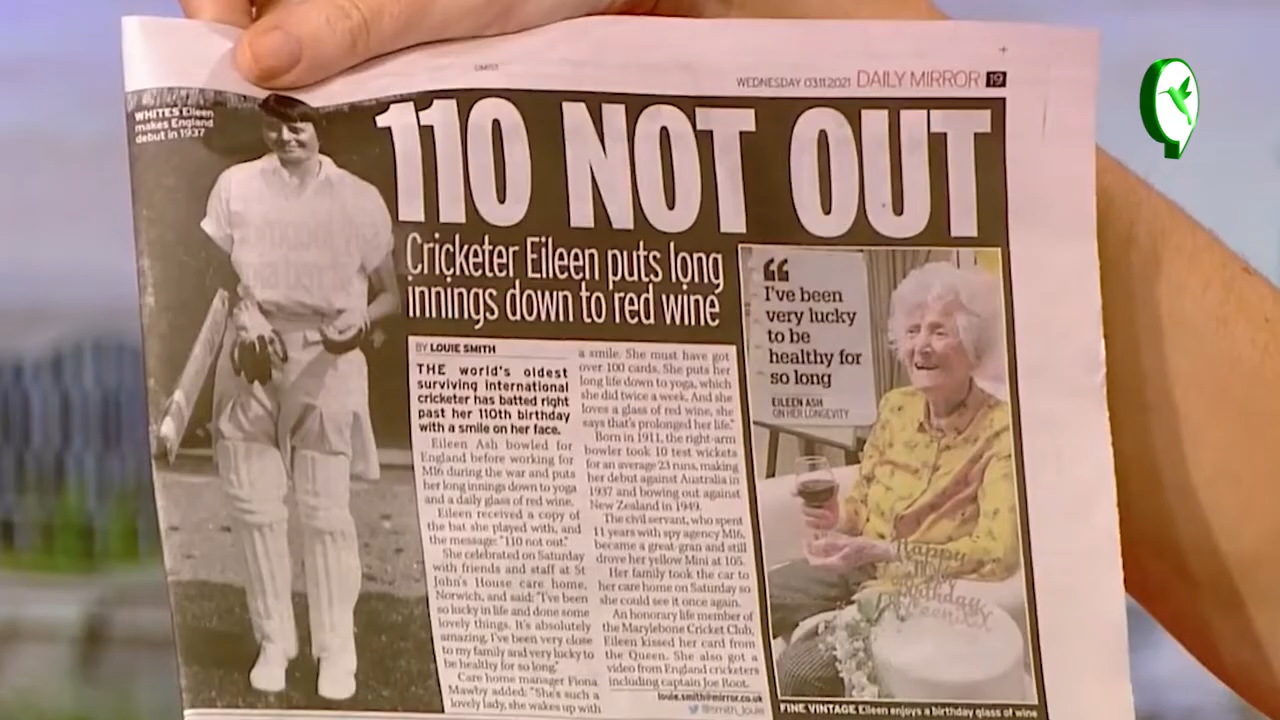 WEDNESDAY 03.11.2021 DAILY MIRROR 19
WHITES Eileen
makes England
debut in 1937
110 NOT OUT
Cricketer Eileen puts long
innings down to red wine
BY LOUIE SMITH
THE world's oldest
surviving international
cricketer has batted right
past her 110th birthday
with a smile on her face.
Eileen Ash bowled for
England before working for
MI6 during the war and puts
her long innings down to yoga
and a daily glass of red wine.
Eileen received a copy of
the bat she played with, and
the message: "110 not out."
She celebrated on Saturday
with friends and staff at St
John's House care home,
Norwich, and said: "I've been
so lucky in life and done some
lovely things. It's absolutely
amazing. I've been very close
to my family and very lucky to
be healthy for so long."
Care home manager Fiona
Mawby added: "She's such a
lovely lady, she wakes up with
a smile. She must have got
over 100 cards. She puts her
long life down to yoga, which
she did twice a week. And she
loves a glass of red wine, she
says that's prolonged her life."
Born in 1911, the right-arm
bowler took 10 test wickets
for an average 23 runs, making
her debut against Australia in
1937 and bowing out against
New Zealand in 1949.
The civil servant, who spent
11 years with spy agency MI6,
became a great-gran and still
drove her yellow Mini at 105.
Her family took the car to
her care home on Saturday so
she could see it once again.
An honorary life member of
the Marylebone Cricket Club,
Eileen kissed her card from
the Queen. She also got a
video from England cricketers
including captain Joe Root.
louie.smith@mirror.co.uk
@smith_louie
“
I've been
very lucky
to be
healthy for
so long
EILEEN ASH
ON HER LONGEVITY
Happy
Birthday
Eileen
FINE VINTAGE Eileen enjoys a birthday glass of wine